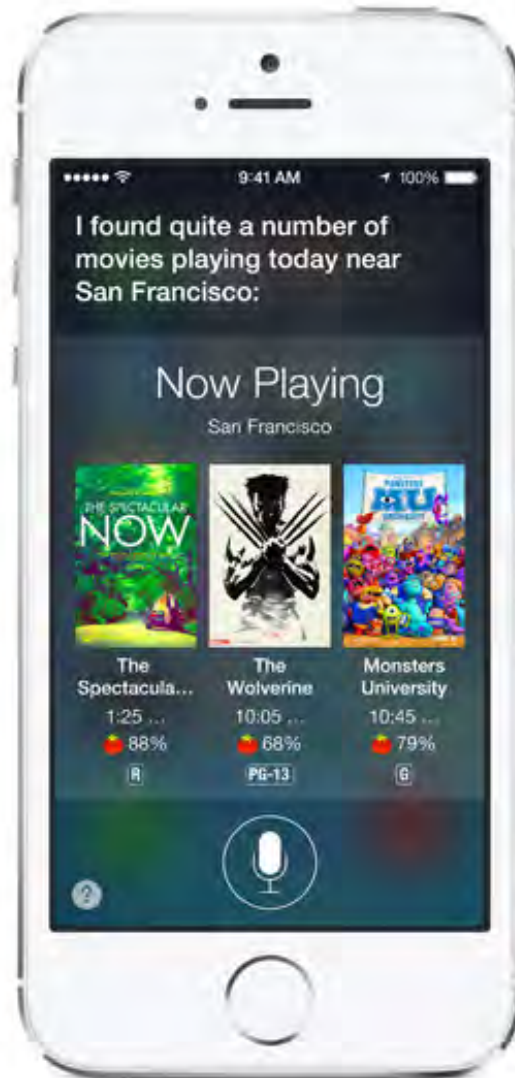 9:41 AM 100%
I found quite a number of
movies playing today near
San Francisco:
Now Playing
San Francisco
THE SPECTACULAR
NOW
MONSTERS
MU
UNIVERSITY
The
Spectacula...
The
Wolverine
Monsters
University
1:25 ...
10:05 ...
10:45 ...
88%
68%
79%
R
PG-13
G
?